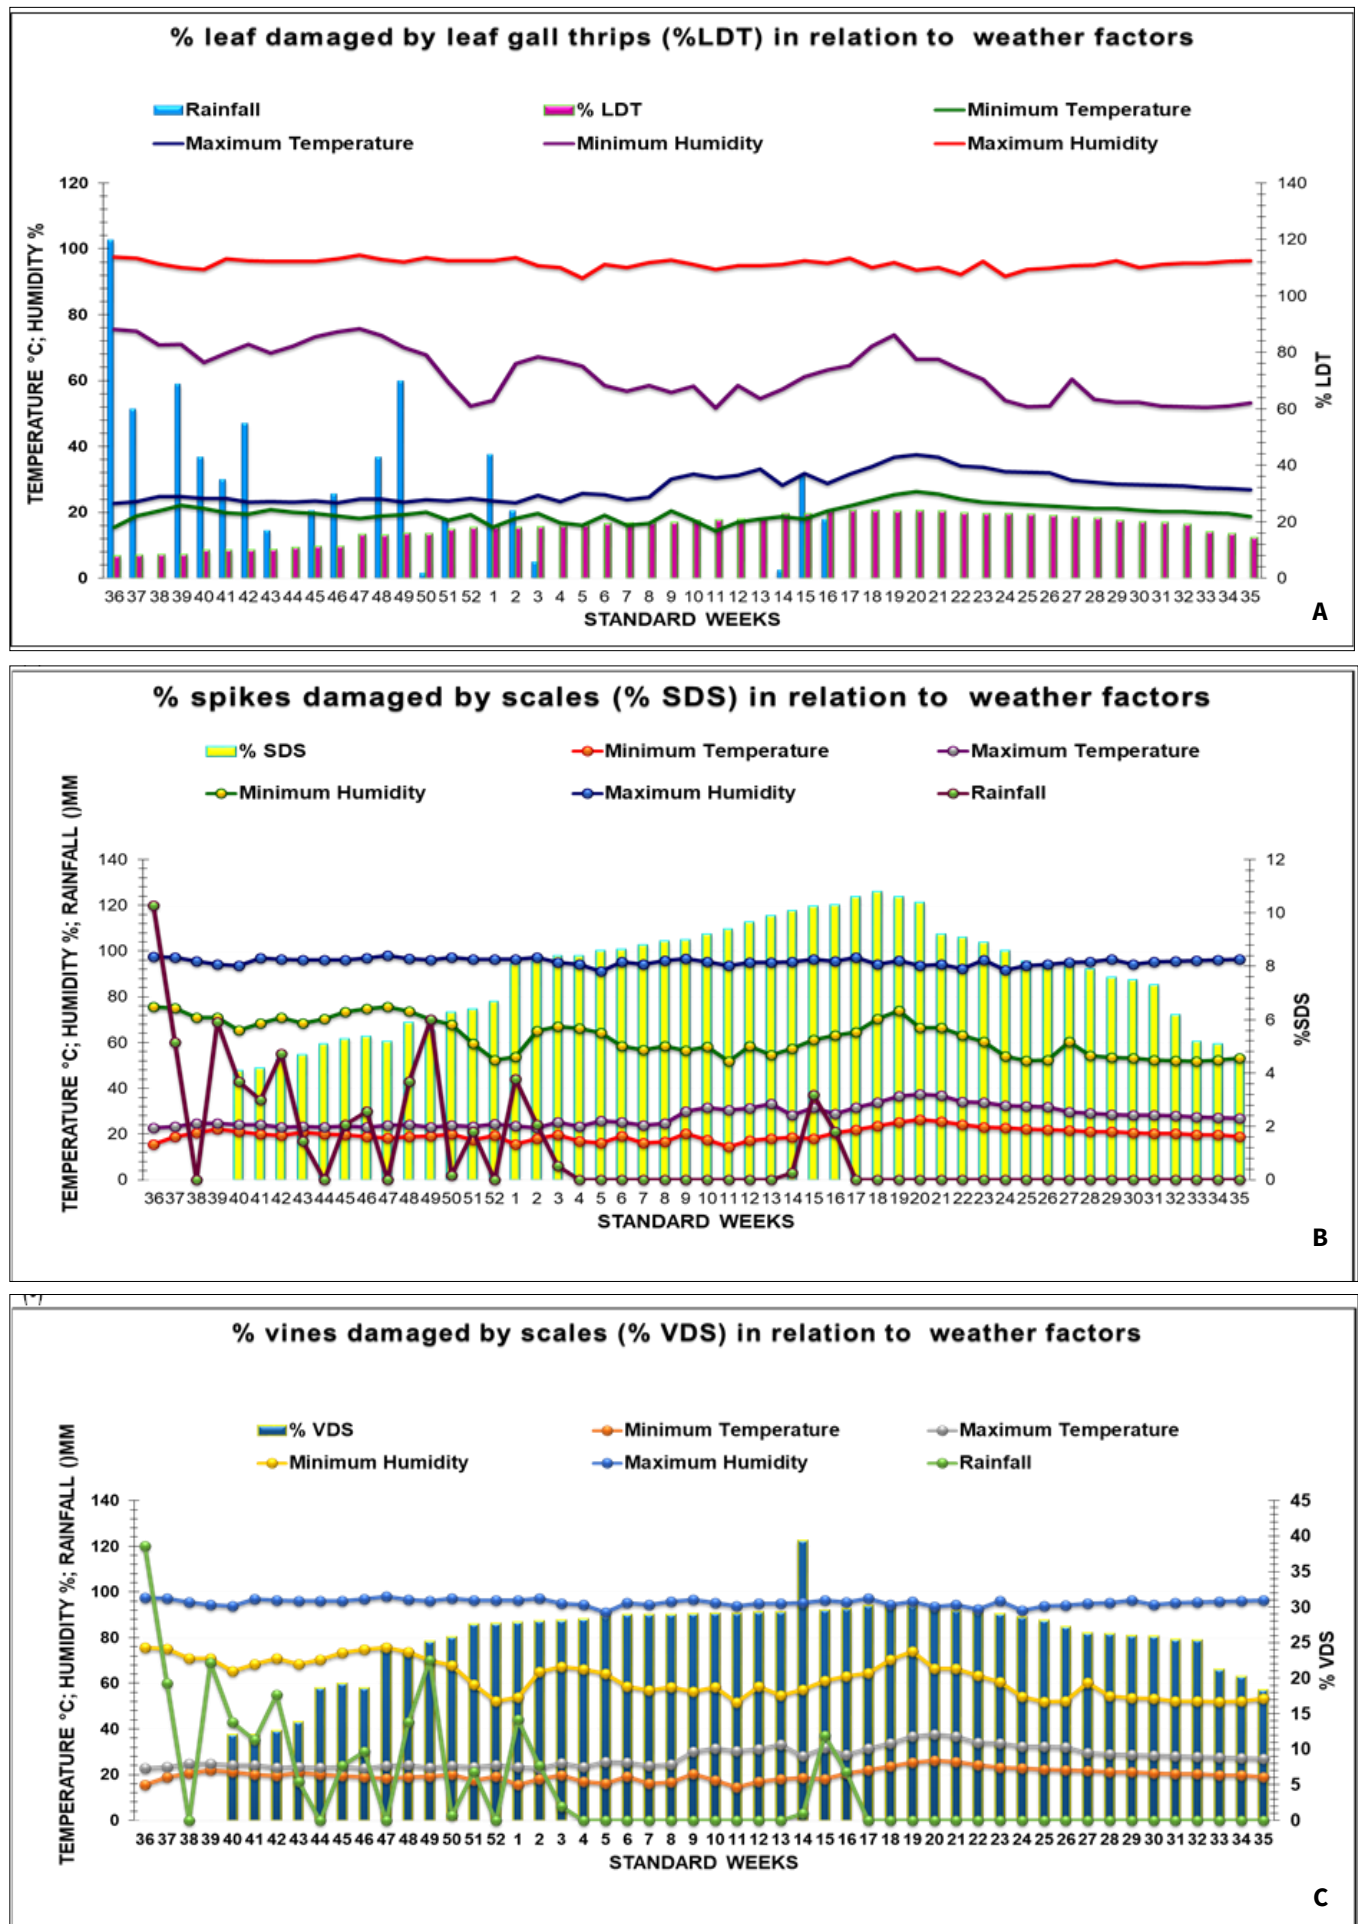 % leaf damaged by leaf gall thrips (%LDT) in relation to weather factors
Rainfall % LDT Minimum Temperature
Maximum Temperature Minimum Humidity Maximum Humidity
TEMPERATURE °C; HUMIDITY %
120
100
80
60
40
20
0
140
120
100
80
60
40
20
0
% LDT
36 37 38 39 40 41 42 43 44 45 46 47 48 49 50 51 52 1 2 3 4 5 6 7 8 9 10 11 12 13 14 15 16 17 18 19 20 21 22 23 24 25 26 27 28 29 30 31 32 33 34 35
STANDARD WEEKS
A
% spikes damaged by scales (% SDS) in relation to weather factors
% SDS Minimum Temperature Maximum Temperature
Minimum Humidity Maximum Humidity Rainfall
TEMPERATURE °C; HUMIDITY %; RAINFALL ()MM
140
120
100
80
60
40
20
0
12
10
8
6
4
2
0
%SDS
36 37 38 39 40 41 42 43 44 45 46 47 48 49 50 51 52 1 2 3 4 5 6 7 8 9 10 11 12 13 14 15 16 17 18 19 20 21 22 23 24 25 26 27 28 29 30 31 32 33 34 35
STANDARD WEEKS
B
% vines damaged by scales (% VDS) in relation to weather factors
% VDS Minimum Temperature Maximum Temperature
Minimum Humidity Maximum Humidity Rainfall
TEMPERATURE °C; HUMIDITY %; RAINFALL ()MM
140
120
100
80
60
40
20
0
45
40
35
30
25
20
15
10
5
0
% VDS
36 37 38 39 40 41 42 43 44 45 46 47 48 49 50 51 52 1 2 3 4 5 6 7 8 9 10 11 12 13 14 15 16 17 18 19 20 21 22 23 24 25 26 27 28 29 30 31 32 33 34 35
STANDARD WEEKS
C